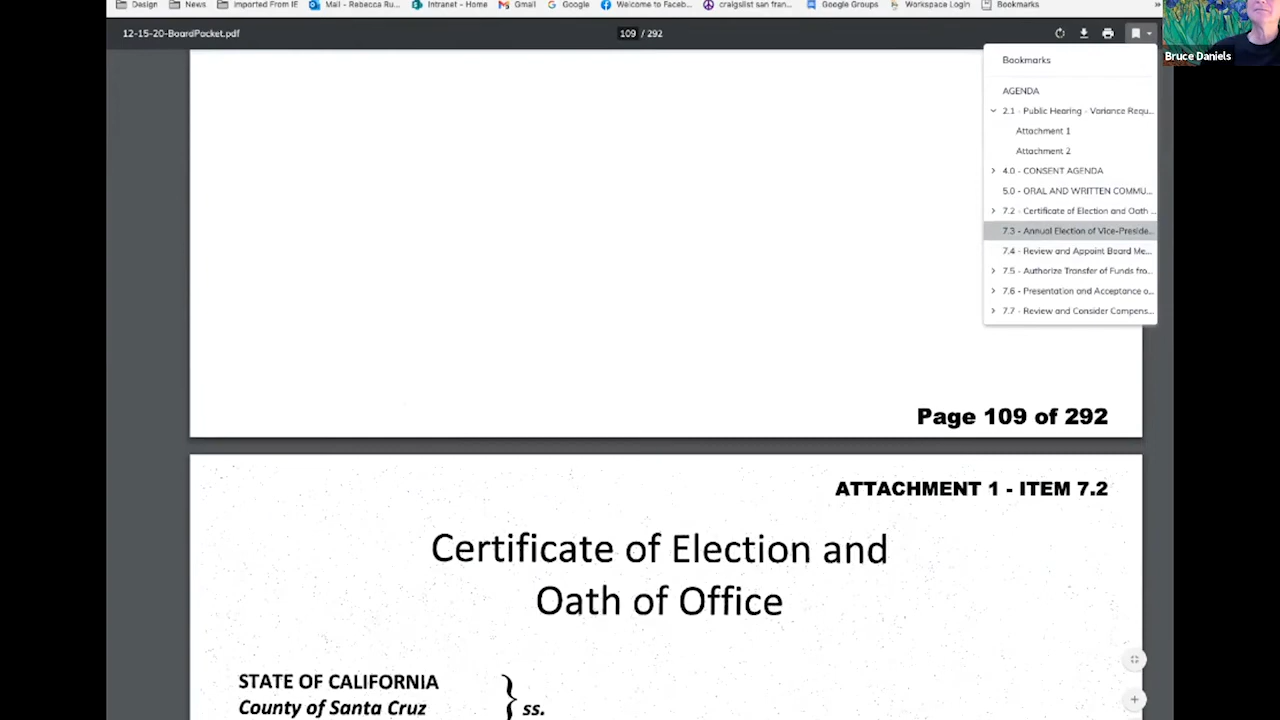 Design News Imported From IE Mail - Rebecca Ru... Intranet - Home Gmail Google Welcome to Faceb... craigslist san fran... Google Groups Workspace Login Bookmarks »
12-15-20-BoardPacket.pdf 109 / 292
Bruce Daniels
Bookmarks
AGENDA
2.1 - Public Hearing - Variance Requ...
Attachment 1
Attachment 2
4.0 - CONSENT AGENDA
5.0 - ORAL AND WRITTEN COMMU...
7.2 - Certificate of Election and Oath ...
7.3 - Annual Election of Vice-Preside...
7.4 - Review and Appoint Board Me...
7.5 - Authorize Transfer of Funds fro...
7.6 - Presentation and Acceptance o...
7.7 - Review and Consider Compens...
Page 109 of 292
ATTACHMENT 1 - ITEM 7.2
Certificate of Election and
Oath of Office
STATE OF CALIFORNIA
County of Santa Cruz } ss.